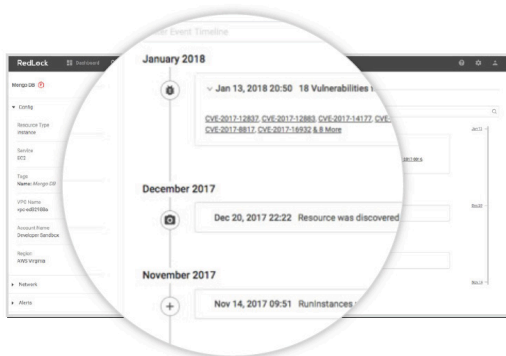 RedLock
Dashboard
Event Timeline
January 2018
Mongo DB
Jan 13, 2018 20:50 18 Vulnerabilities
Config
CVE-2017-12837, CVE-2017-12883, CVE-2017-14177, CVE-
CVE-2017-8817, CVE-2017-16932 & 8 More
Resource Type
Instance
Service
EC2
Tags
Name: Mongo DB
December 2017
VPC Name
Dec 20, 2017 22:22 Resource was discovered
Account Name
Developer Sandbox
Region
AWS Virginia
November 2017
Network
Nov 14, 2017 09:51 RunInstances
Alerts